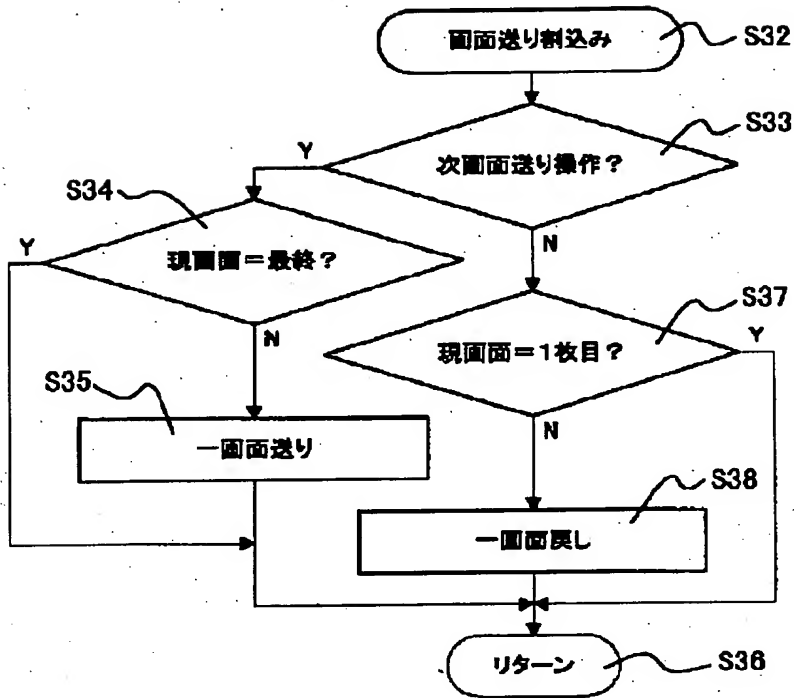 画面送り割込み
S32
S33
次画面送り操作？
Y
N
S34
現画面＝最終？
Y
N
S37
現画面＝1枚目？
Y
N
S35
一画面送り
S38
一画面戻し
リターン
S36